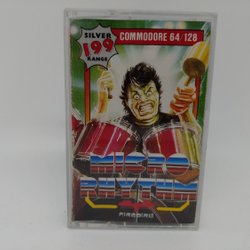 SILVER
199
RANGE
COMMODORE 64/128
MICRO
RHYTHM
FIREBIRD